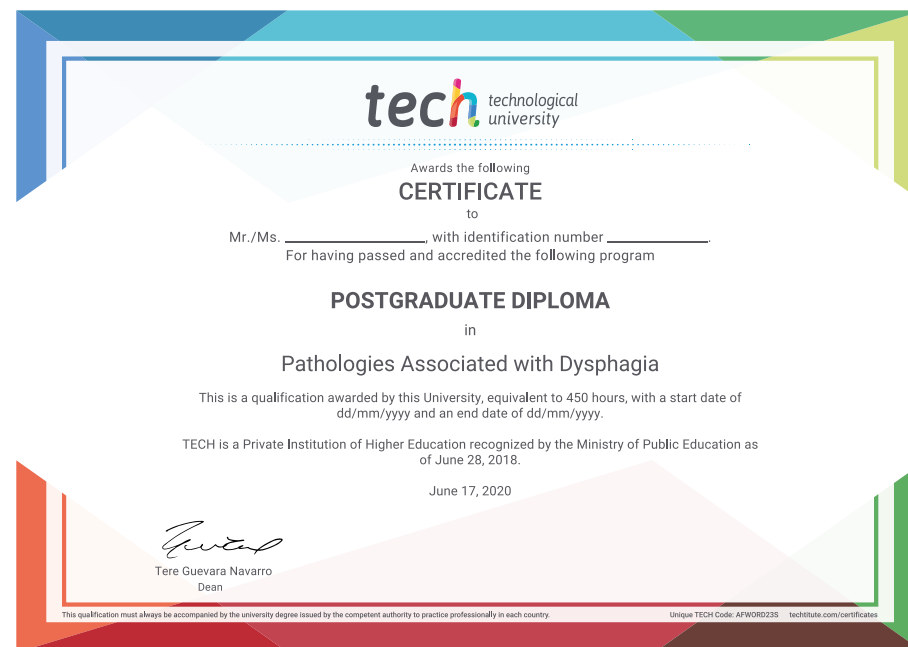 tech technological
university
Awards the following
CERTIFICATE
to
Mr./Ms. ____________________, with identification number ______________.
For having passed and accredited the following program
POSTGRADUATE DIPLOMA
in
Pathologies Associated with Dysphagia
This is a qualification awarded by this University, equivalent to 450 hours, with a start date of
dd/mm/yyyy and an end date of dd/mm/yyyy.
TECH is a Private Institution of Higher Education recognized by the Ministry of Public Education as
of June 28, 2018.
June 17, 2020
Tere Guevara Navarro
Dean
This qualification must always be accompanied by the university degree issued by the competent authority to practice professionally in each country.
Unique TECH Code: AFWORD23S techtitute.com/certificates